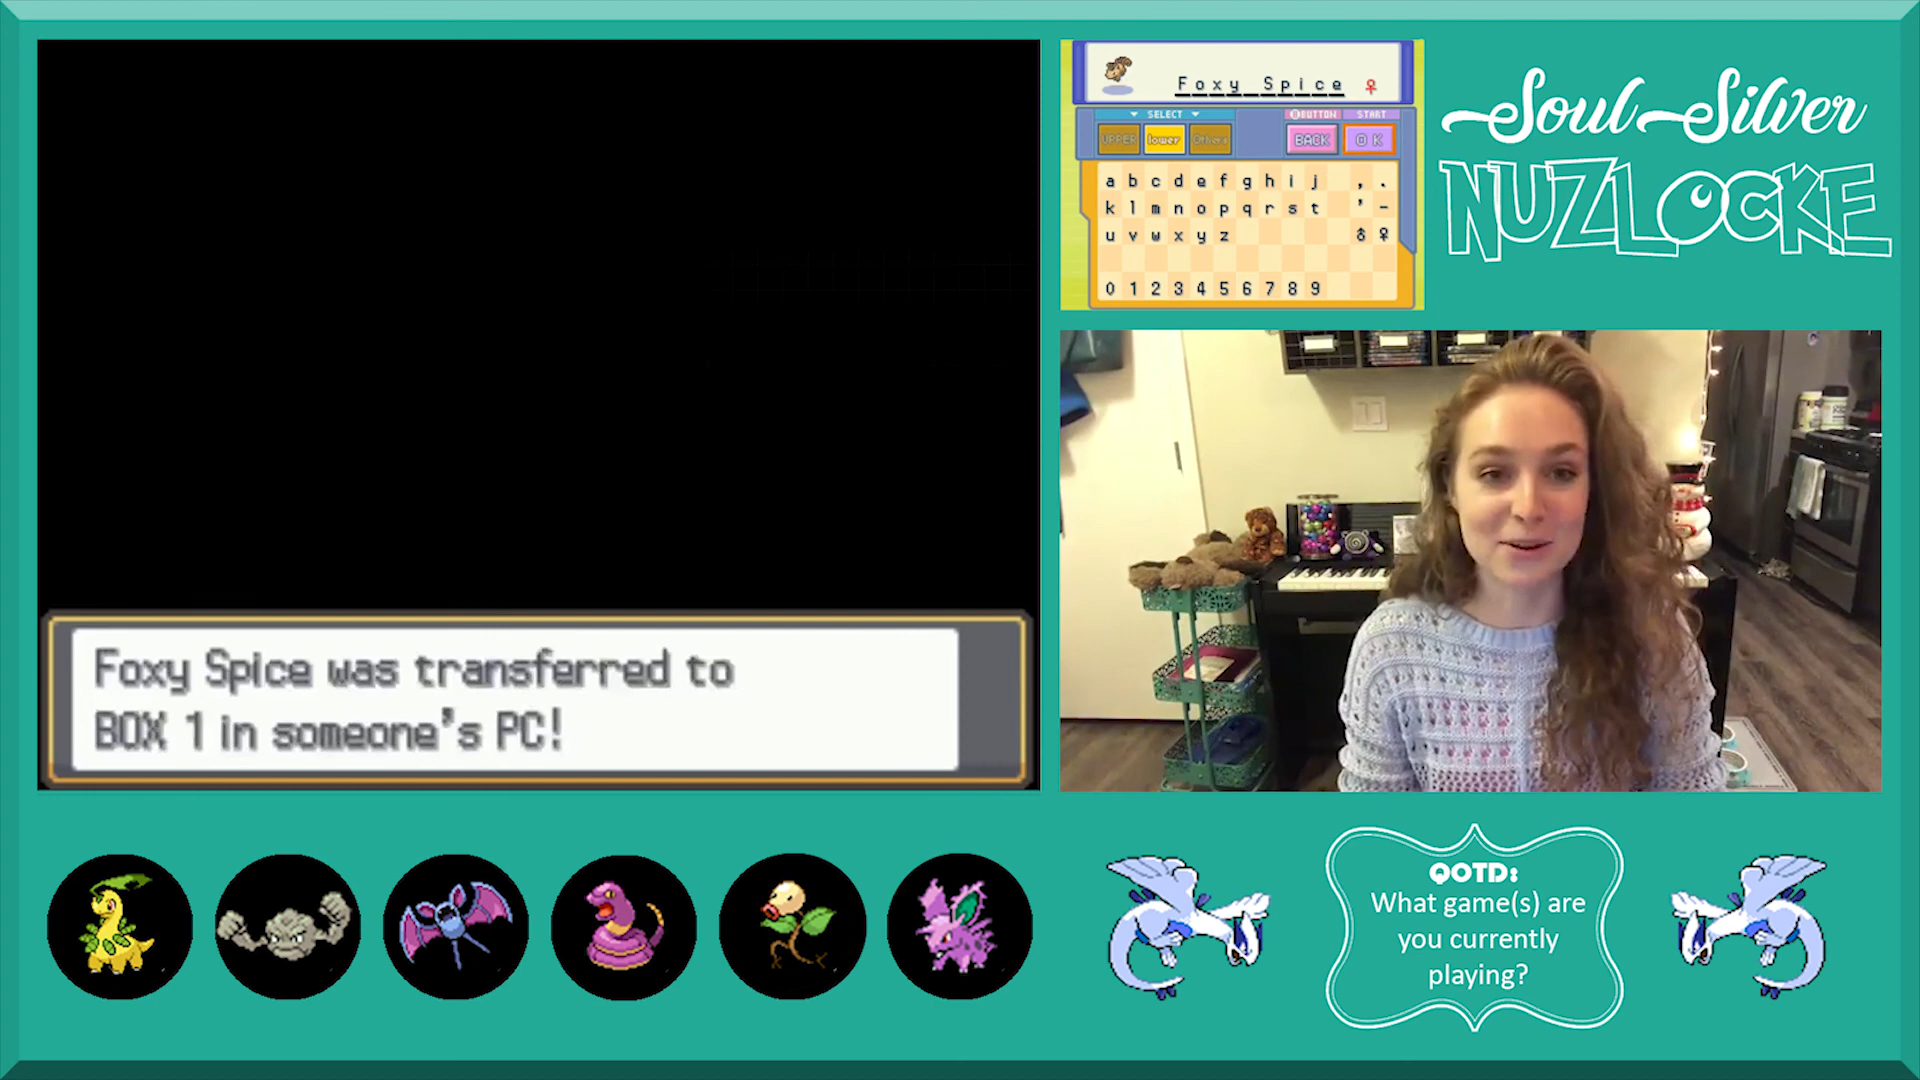 Foxy Spice ♀
SELECT
BUTTON
START
UPPER
lower
Others
BACK
OK
a b c d e f g h i j , .
k l m n o p q r s t ' -
u v w x y z ♂ ♀
0 1 2 3 4 5 6 7 8 9
Soul Silver
NUZLOCKE
Foxy Spice was transferred to
BOX 1 in someone's PC!
QOTD:
What game(s) are
you currently
playing?